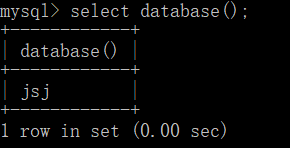 mysql> select database();
+------------+
| database() |
+------------+
| jsj        |
+------------+
1 row in set (0.00 sec)